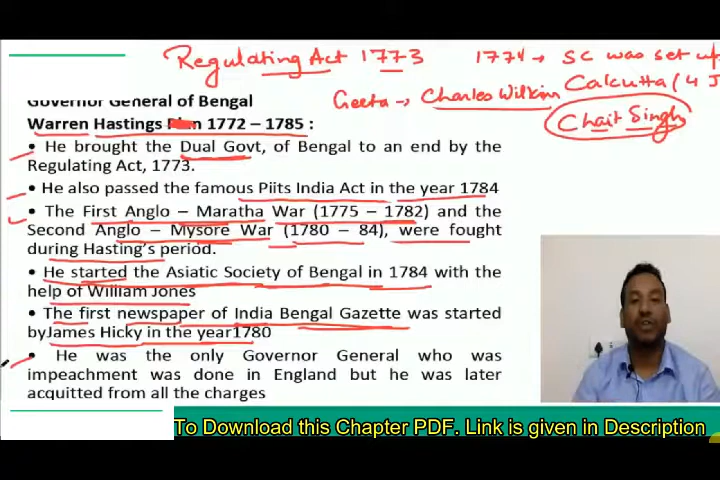 Regulating Act 1773 1774 → SC was set up
Geeta → Charles Wilkin Calcutta (4 J
Chait Singh
Governor General of Bengal
Warren Hastings 1772 – 1785 :
• He brought the Dual Govt, of Bengal to an end by the
Regulating Act, 1773.
• He also passed the famous Piits India Act in the year 1784
• The First Anglo – Maratha War (1775 – 1782) and the
Second Anglo – Mysore War (1780 – 84), were fought
during Hasting's period.
• He started the Asiatic Society of Bengal in 1784 with the
help of William Jones
• The first newspaper of India Bengal Gazette was started
byJames Hicky in the year1780
• He was the only Governor General who was
impeachment was done in England but he was later
acquitted from all the charges
To Download this Chapter PDF. Link is given in Description